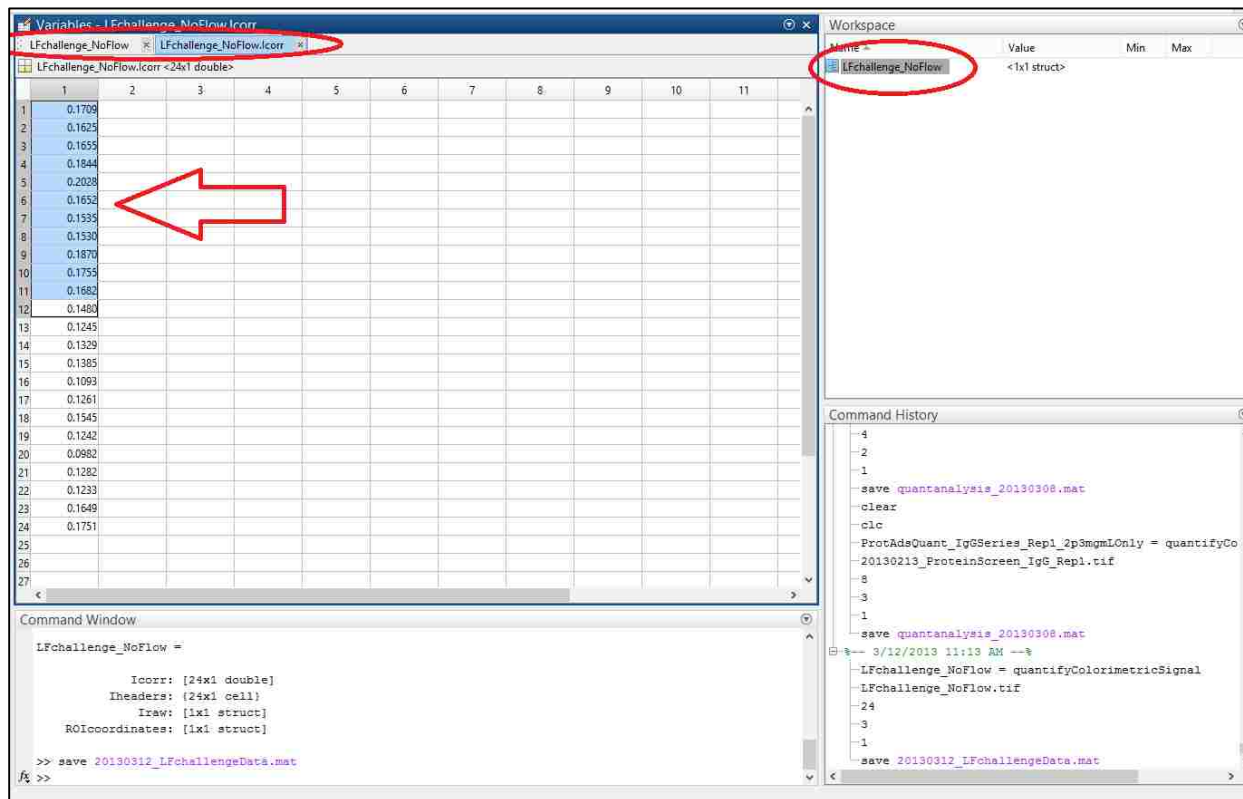 Variables - LFchallenge_NoFlow.Icorr
LFchallenge_NoFlow × LFchallenge_NoFlow.Icorr ×
LFchallenge_NoFlow.Icorr <24x1 double>
1 2 3 4 5 6 7 8 9 10 11
1 0.1709
2 0.1625
3 0.1655
4 0.1844
5 0.2028
6 0.1652
7 0.1535
8 0.1530
9 0.1870
10 0.1755
11 0.1682
12 0.1480
13 0.1245
14 0.1329
15 0.1385
16 0.1093
17 0.1261
18 0.1545
19 0.1242
20 0.0982
21 0.1282
22 0.1233
23 0.1649
24 0.1751
25
26
27
Command Window
LFchallenge_NoFlow =
Icorr: [24x1 double]
Iheaders: {24x1 cell}
Iraw: [1x1 struct]
ROIcoordinates: [1x1 struct]
>> save 20130312_LFchallengeData.mat
fx >>
Workspace
Name Value Min Max
LFchallenge_NoFlow <1x1 struct>
Command History
4
2
1
save quantanalysis_20130308.mat
clear
clc
ProtAdsQuant_IgGSeries_Rep1_2p3mgmLOnly = quantifyCo
20130213_ProteinScreen_IgG_Rep1.tif
8
3
1
save quantanalysis_20130308.mat
%-- 3/12/2013 11:13 AM --%
LFchallenge_NoFlow = quantifyColorimetricSignal
LFchallenge_NoFlow.tif
24
3
1
save 20130312_LFchallengeData.mat